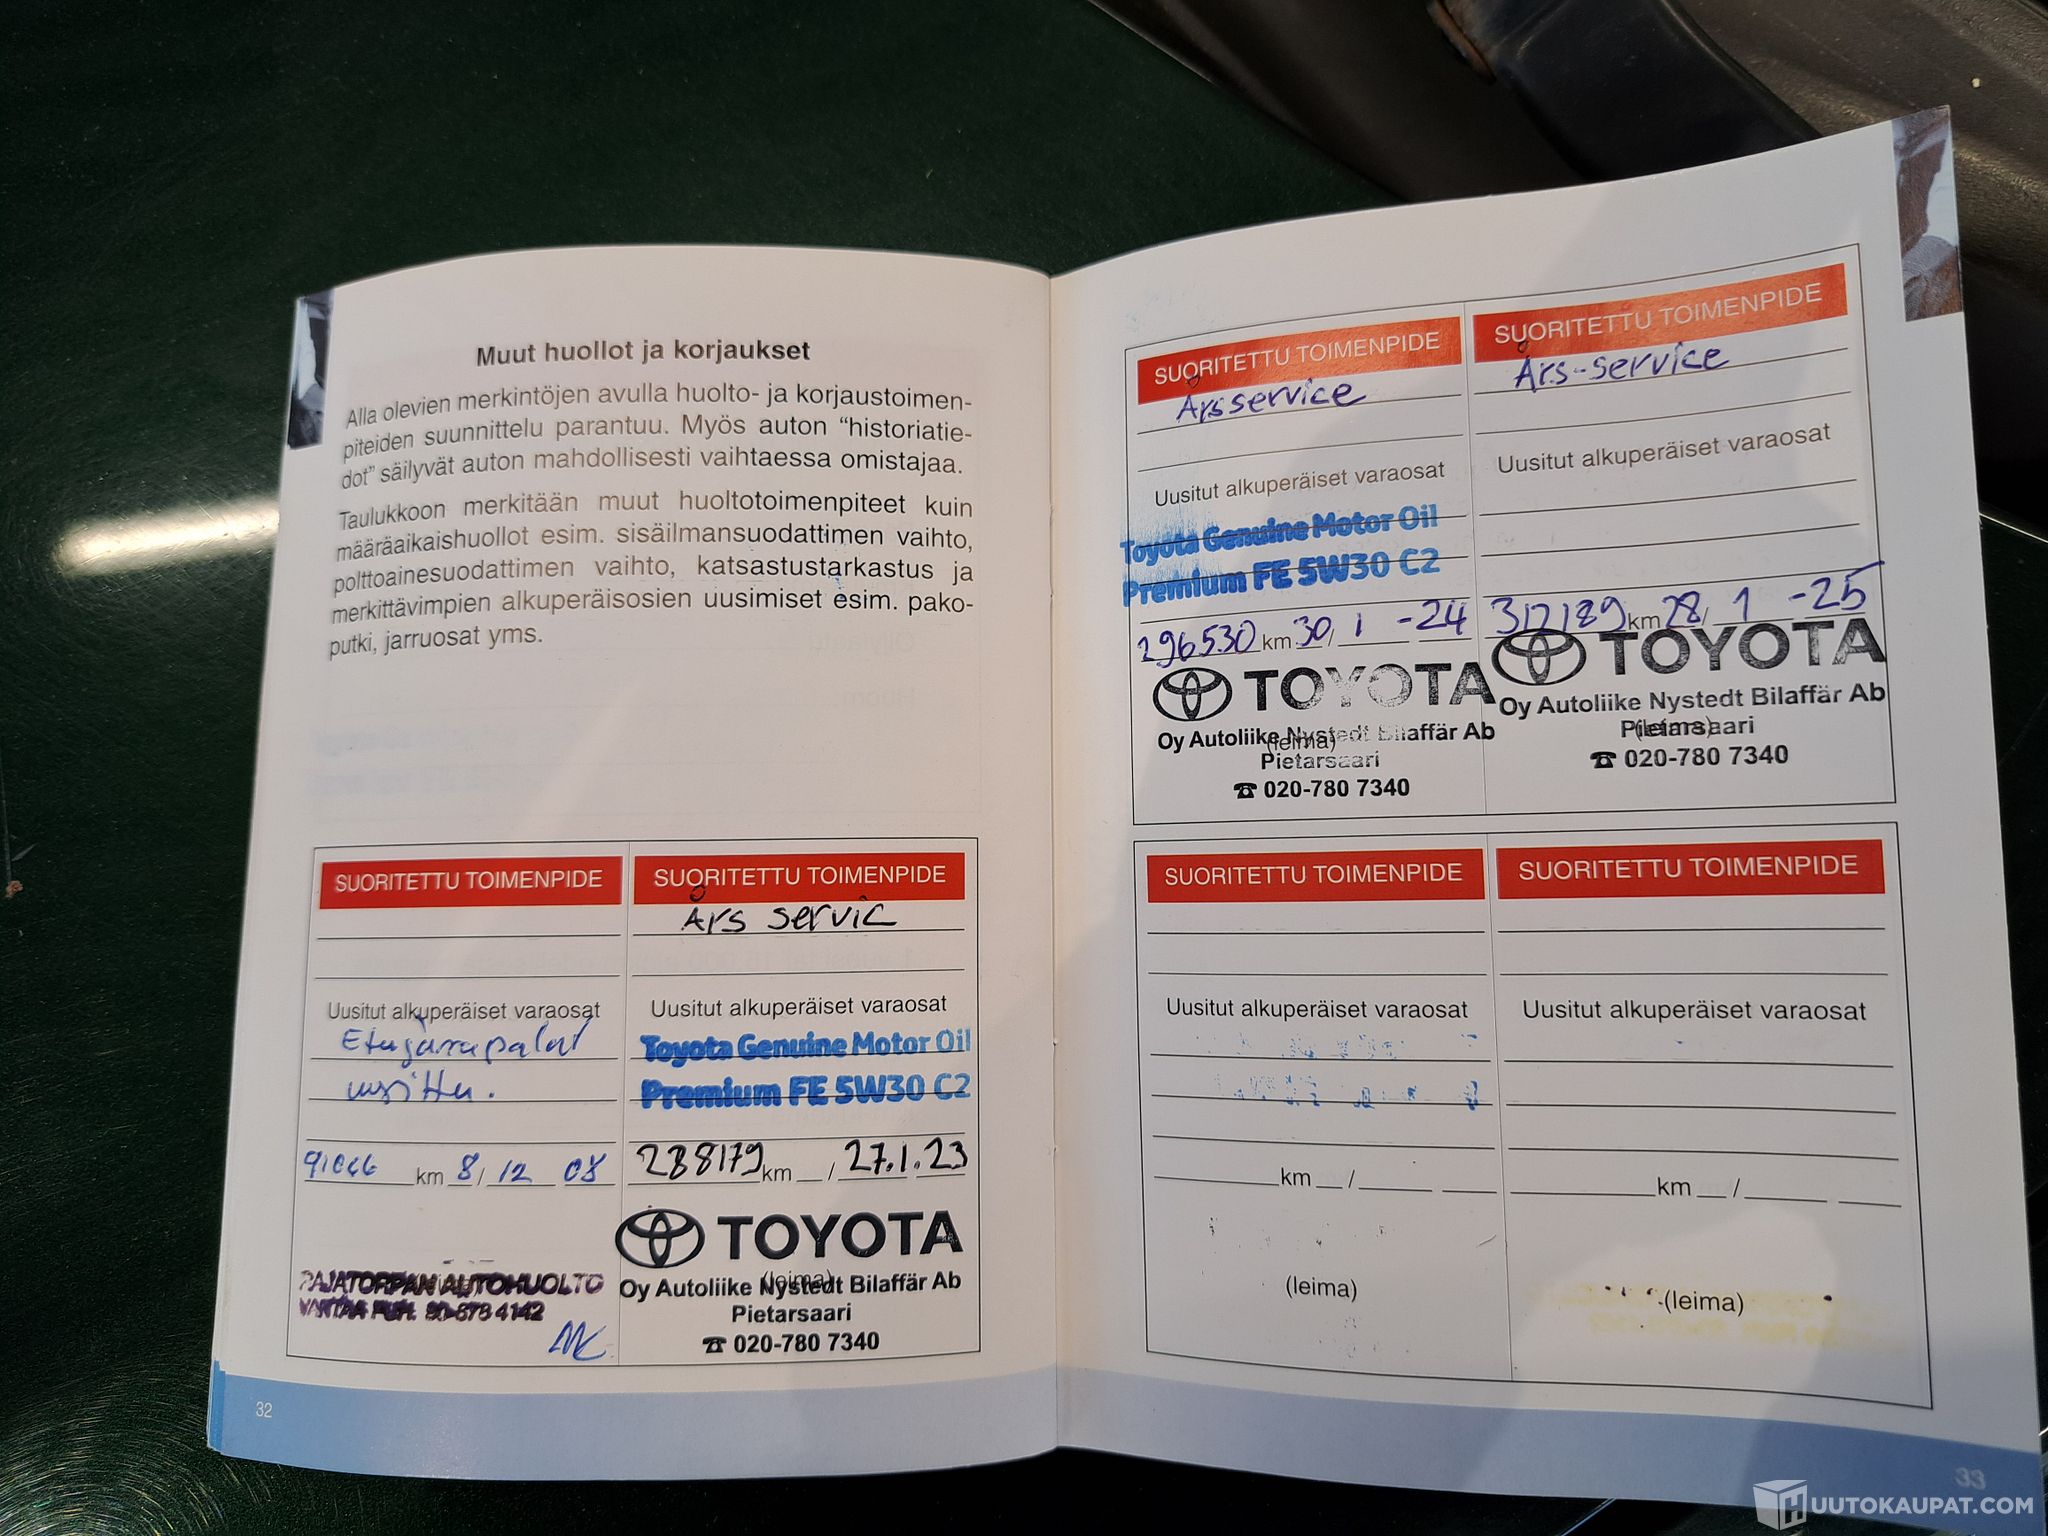 Muut huollot ja korjaukset
Alla olevien merkintöjen avulla huolto- ja korjaustoimen-
piteiden suunnittelu parantuu. Myös auton “historiatie-
dot” säilyvät auton mahdollisesti vaihtaessa omistajaa.
Taulukkoon merkitään muut huoltotoimenpiteet kuin
määräaikaishuollot esim. sisäilmansuodattimen vaihto,
polttoainesuodattimen vaihto, katsastustarkastus ja
merkittävimpien alkuperäisosien uusimiset esim. pako-
putki, jarruosat yms.
SUORITETTU TOIMENPIDE
Uusitut alkuperäiset varaosat
Etujarrupalat
uusittu.
91066 km 8/12 08
PAJATORPAN AUTOHUOLTO
VANTAA PUH. 90-878 4142
SUORITETTU TOIMENPIDE
Års servic
Uusitut alkuperäiset varaosat
Toyota Genuine Motor Oil
Premium FE 5W30 C2
288179 km / 27.1.23
TOYOTA
(leima)
Oy Autoliike Nystedt Bilaffär Ab
Pietarsaari
☎ 020-780 7340
32
SUORITETTU TOIMENPIDE
Årsservice
Uusitut alkuperäiset varaosat
Toyota Genuine Motor Oil
Premium FE 5W30 C2
296530 km 30/1 -24
TOYOTA
Oy Autoliike Nystedt Bilaffär Ab
(leima)
Pietarsaari
☎ 020-780 7340
SUORITETTU TOIMENPIDE
Års-service
Uusitut alkuperäiset varaosat
km 28/1 -25
TOYOTA
Oy Autoliike Nystedt Bilaffär Ab
(leima)
Pietarsaari
☎ 020-780 7340
SUORITETTU TOIMENPIDE
Uusitut alkuperäiset varaosat
km /
(leima)
SUORITETTU TOIMENPIDE
Uusitut alkuperäiset varaosat
km /
(leima)
33
HUUTOKAUPAT.COM